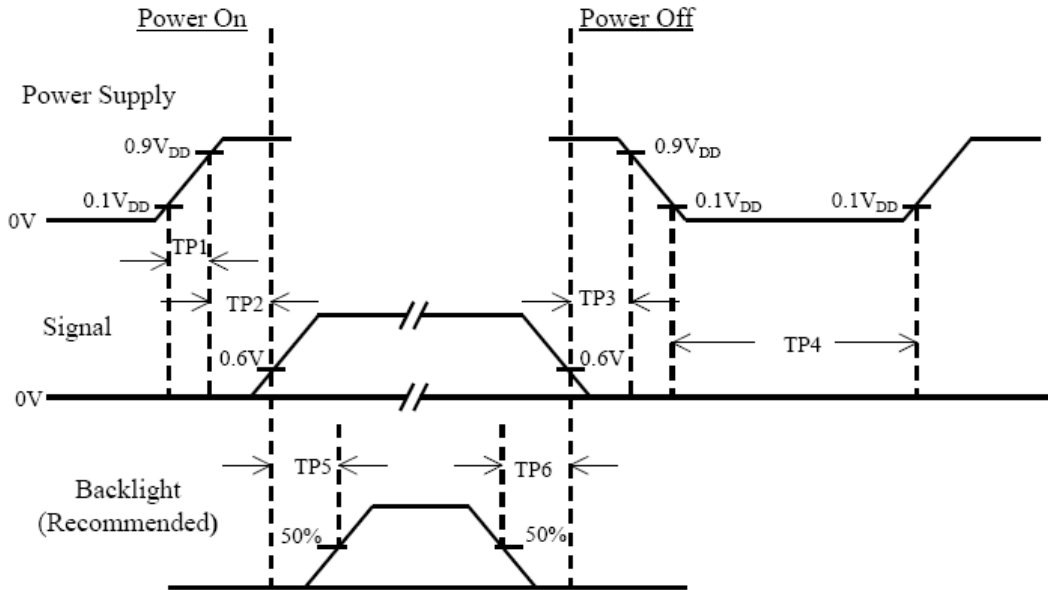 Power On
Power Off
Power Supply
0.9VDD
0.9VDD
0.1VDD
0.1VDD
0.1VDD
0V
TP1
TP2
TP3
Signal
TP4
0.6V
0.6V
0V
TP5
TP6
Backlight
(Recommended)
50%
50%